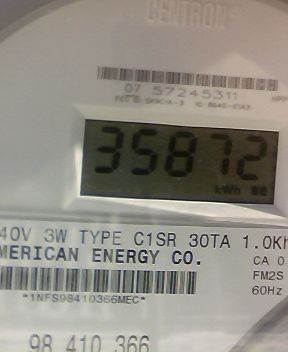 CENTRON®
07 57245311
35872
kWh
40V 3W TYPE C1SR 30TA 1.0Kh
MERICAN ENERGY CO.
CA 0
FM2S
60Hz
*1NFS98410366MEC*
98 410 366